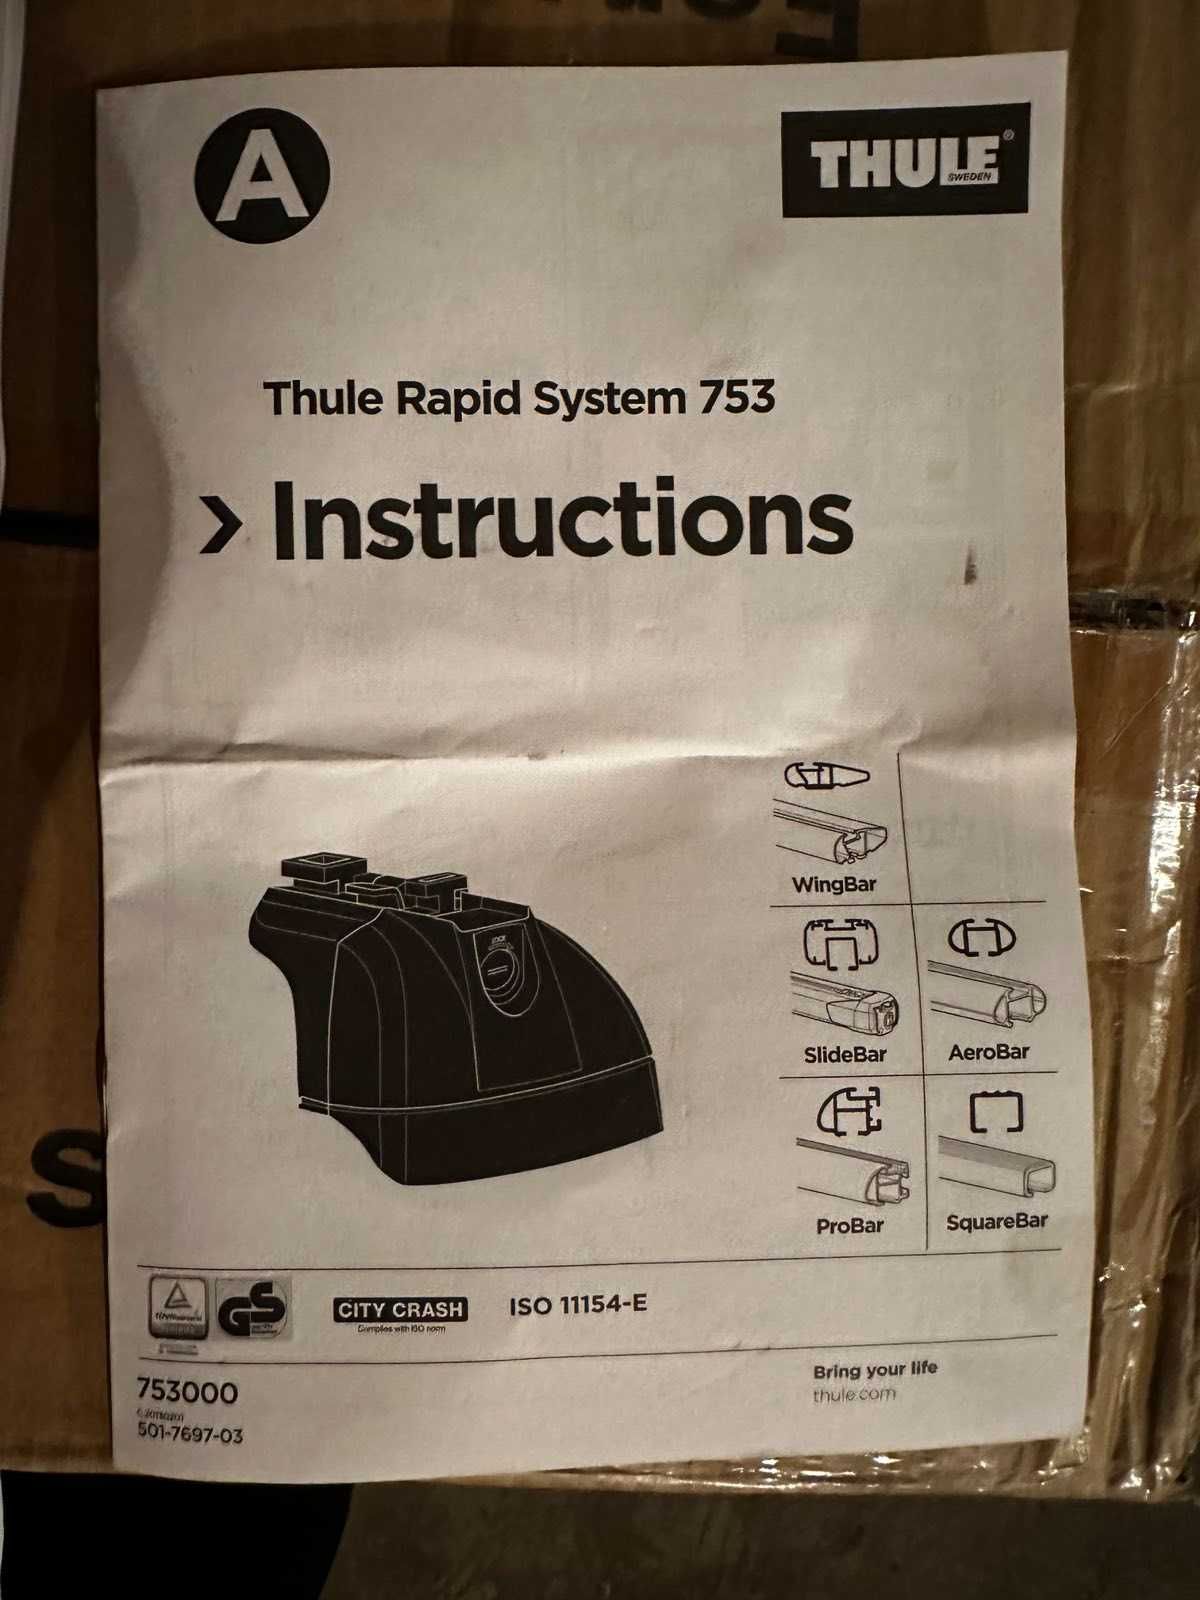 A
THULE®
SWEDEN
Thule Rapid System 753
› Instructions
WingBar
SlideBar
AeroBar
ProBar
SquareBar
GS
CITY CRASH
Complies with ISO norm
ISO 11154-E
753000
501-7697-03
Bring your life
thule.com
S